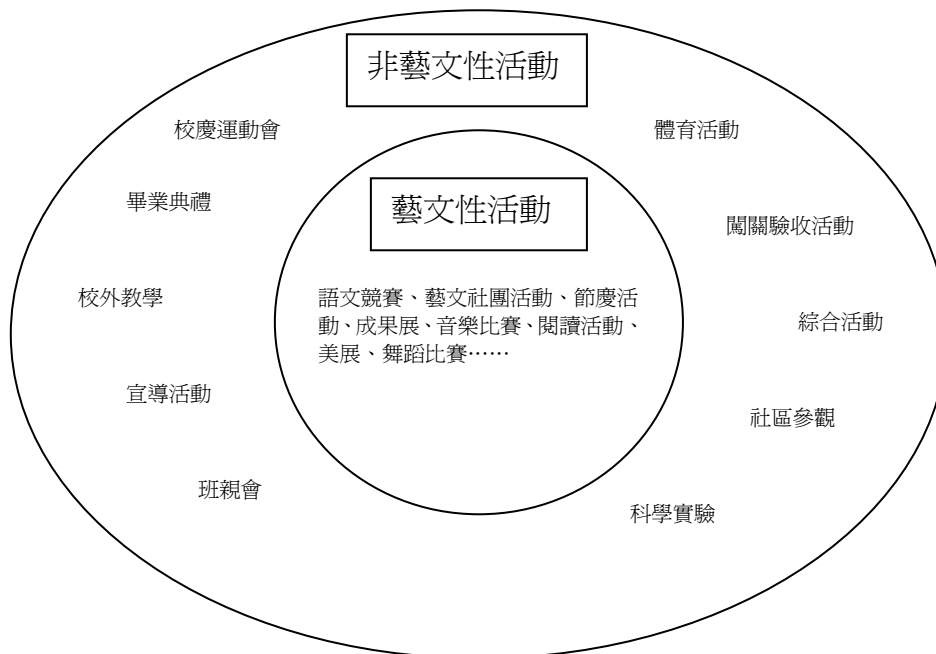 非藝文性活動
校慶運動會
體育活動
畢業典禮
藝文性活動
闖關驗收活動
校外教學
語文競賽、藝文社團活動、節慶活
動、成果展、音樂比賽、閱讀活動、
美展、舞蹈比賽……
綜合活動
宣導活動
社區參觀
班親會
科學實驗